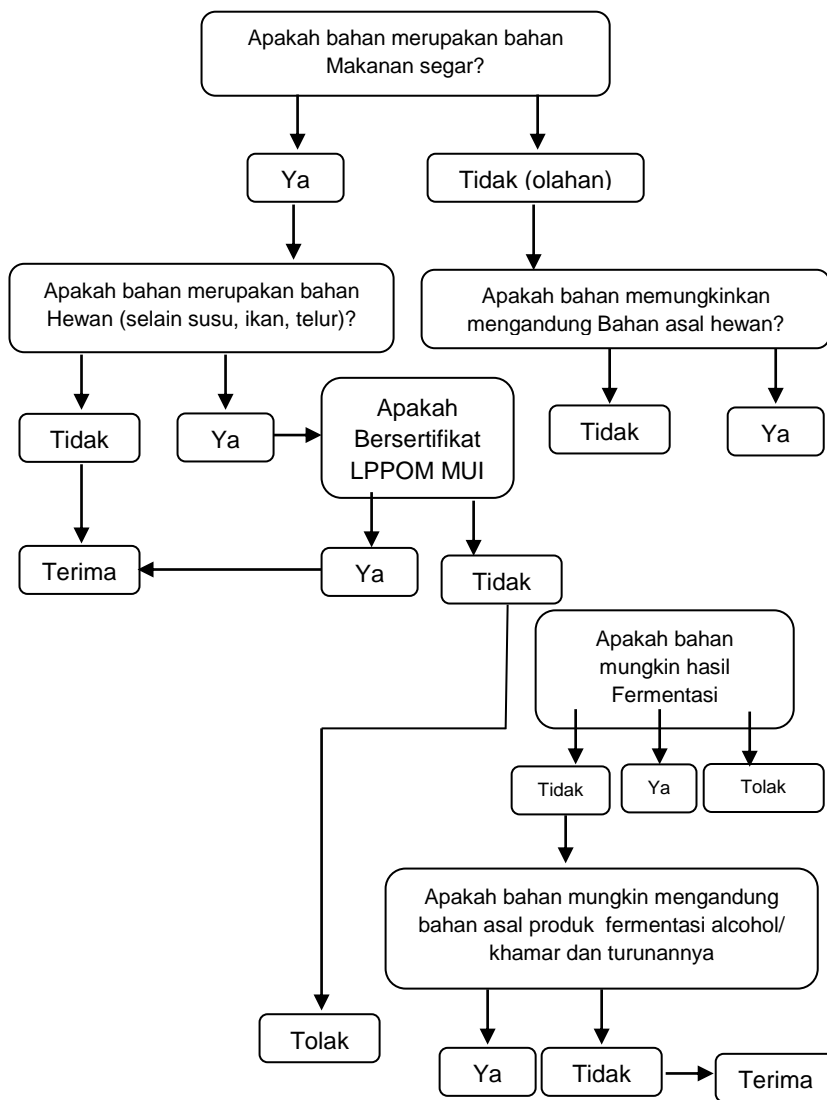 Apakah bahan merupakan bahan
Makanan segar?
Ya
Tidak (olahan)
Apakah bahan merupakan bahan
Hewan (selain susu, ikan, telur)?
Apakah bahan memungkinkan
mengandung Bahan asal hewan?
Tidak
Ya
Apakah
Bersertifikat
LPPOM MUI
Tidak
Ya
Terima
Ya
Tidak
Apakah bahan
mungkin hasil
Fermentasi
Tidak
Ya
Tolak
Apakah bahan mungkin mengandung
bahan asal produk fermentasi alcohol/
khamar dan turunannya
Tolak
Ya
Tidak
Terima